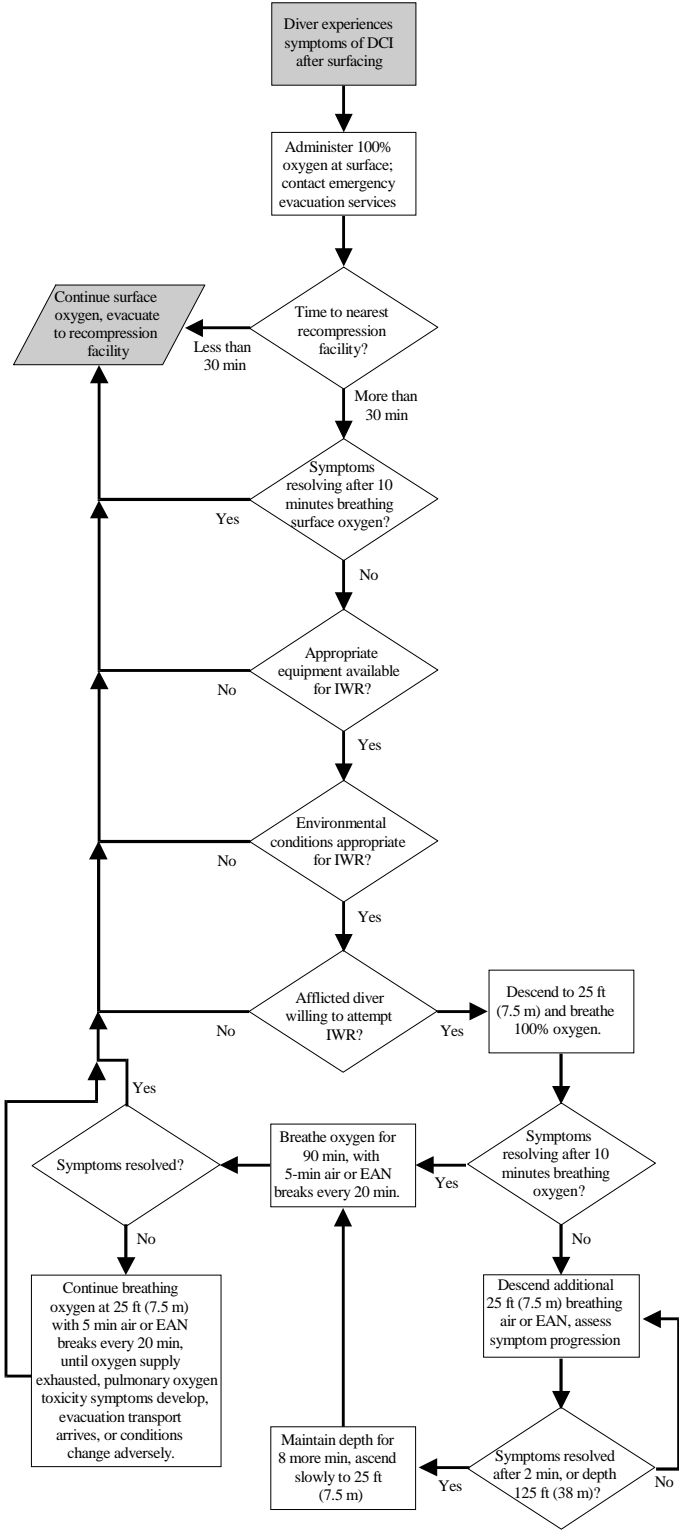 Diver experiences
symptoms of DCI
after surfacing
Administer 100%
oxygen at surface;
contact emergency
evacuation services
Continue surface
oxygen, evacuate
to recompression
facility
Time to nearest
recompression
facility?
Less than
30 min
More than
30 min
Symptoms
resolving after 10
minutes breathing
surface oxygen?
Yes
No
Appropriate
equipment available
for IWR?
No
Yes
Environmental
conditions appropriate
for IWR?
No
Yes
Afflicted diver
willing to attempt
IWR?
No
Yes
Descend to 25 ft
(7.5 m) and breathe
100% oxygen.
Symptoms
resolving after 10
minutes breathing
oxygen?
Yes
No
Breathe oxygen for
90 min, with
5-min air or EAN
breaks every 20 min.
Symptoms resolved?
Yes
No
Continue breathing
oxygen at 25 ft (7.5 m)
with 5 min air or EAN
breaks every 20 min,
until oxygen supply
exhausted, pulmonary oxygen
toxicity symptoms develop,
evacuation transport
arrives, or conditions
change adversely.
Descend additional
25 ft (7.5 m) breathing
air or EAN, assess
symptom progression
Symptoms resolved
after 2 min, or depth
125 ft (38 m)?
No
Yes
Maintain depth for
8 more min, ascend
slowly to 25 ft
(7.5 m)